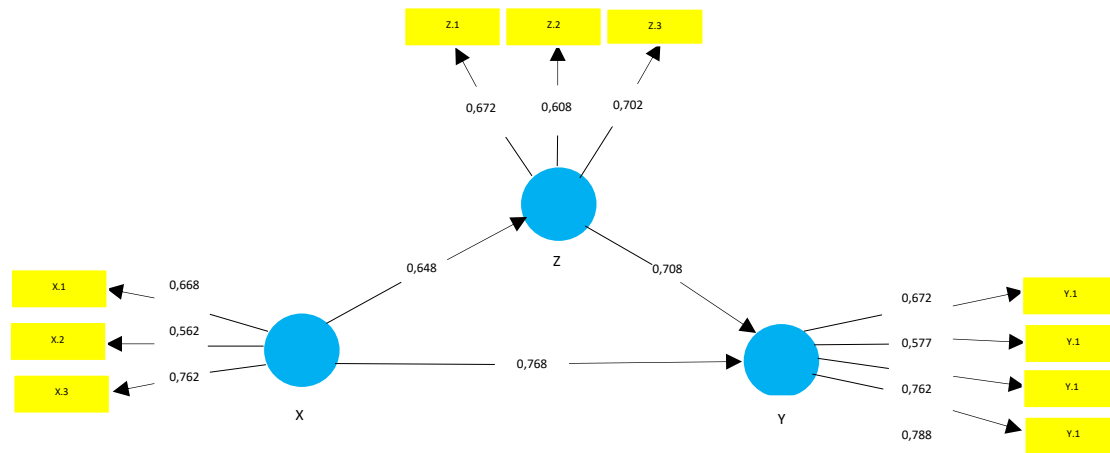 Z.1 Z.2 Z.3
0,672 0,608 0,702
Z
0,648 0,708
X.1 0,668
X.2 0,562
X.3 0,762
X
0,768
Y
0,672 Y.1
0,577 Y.1
0,762 Y.1
0,788 Y.1